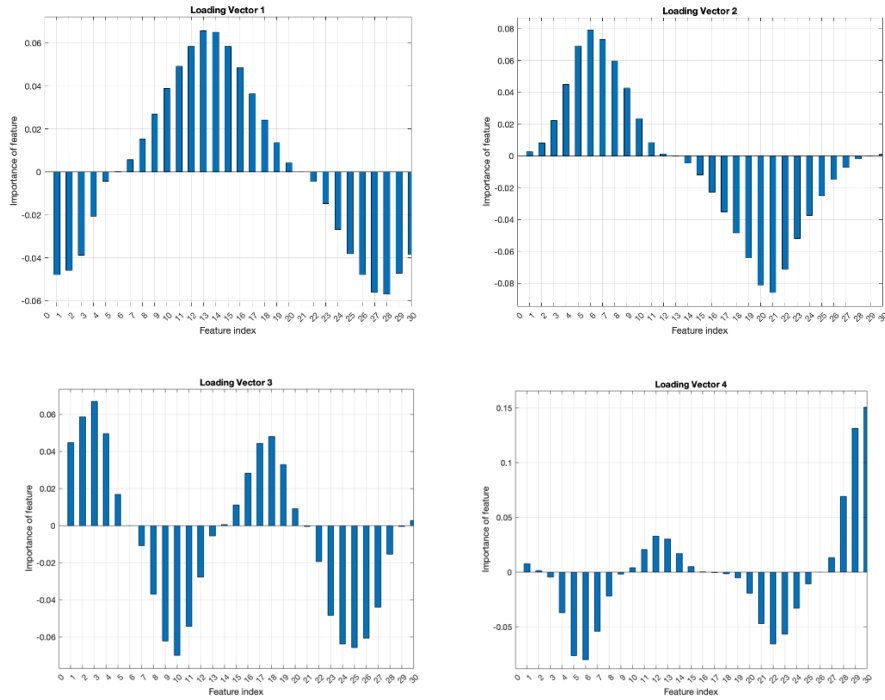 Loading Vector 1
Importance of feature
0.06
0.04
0.02
0
-0.02
-0.04
-0.06
0 1 2 3 4 5 6 7 8 9 10 11 12 13 14 15 16 17 18 19 20 21 22 23 24 25 26 27 28 29 30
Feature index
Loading Vector 2
Importance of feature
0.08
0.06
0.04
0.02
0
-0.02
-0.04
-0.06
-0.08
0 1 2 3 4 5 6 7 8 9 10 11 12 13 14 15 16 17 18 19 20 21 22 23 24 25 26 27 28 29 30
Feature index
Loading Vector 3
Importance of feature
0.06
0.04
0.02
0
-0.02
-0.04
-0.06
0 1 2 3 4 5 6 7 8 9 10 11 12 13 14 15 16 17 18 19 20 21 22 23 24 25 26 27 28 29 30
Feature index
Loading Vector 4
Importance of feature
0.15
0.1
0.05
0
-0.05
0 1 2 3 4 5 6 7 8 9 10 11 12 13 14 15 16 17 18 19 20 21 22 23 24 25 26 27 28 29 30
Feature index